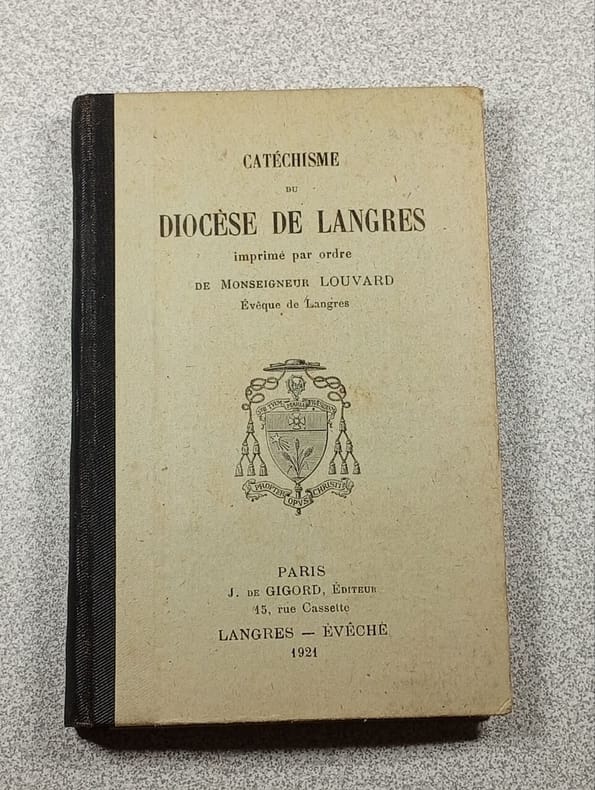 CATÉCHISME
DU
DIOCÈSE DE LANGRES
imprimé par ordre
DE MONSEIGNEUR LOUVARD
Évêque de Langres
PROPTER OPUS CHRISTI
PARIS
J. DE GIGORD, ÉDITEUR
15, rue Cassette
LANGRES — ÉVÊCHÉ
1921